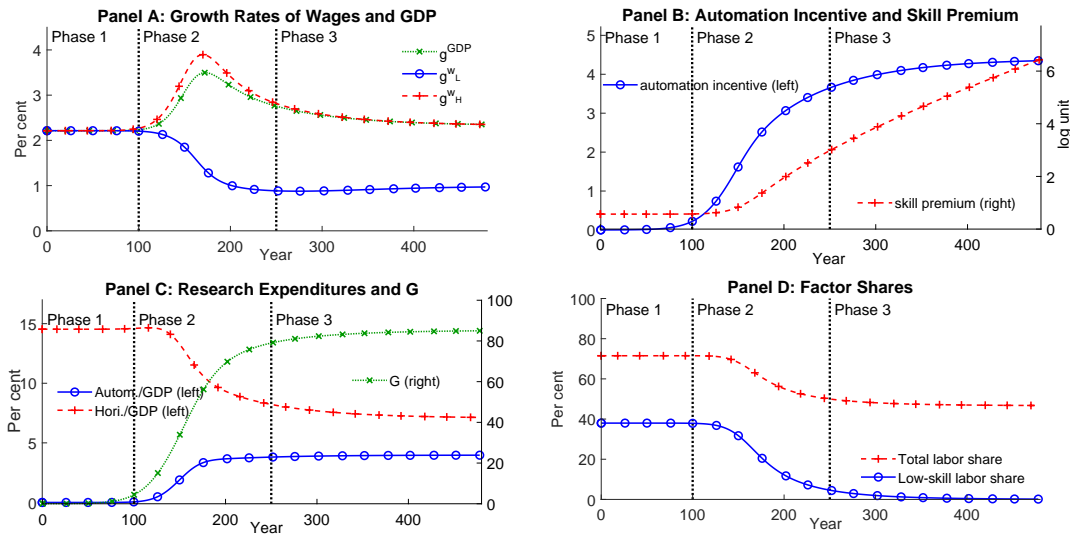 Panel A: Growth Rates of Wages and GDP
Phase 1
Phase 2
Phase 3
g^GDP
g^w_L
g^w_H
Per cent
4
3
2
1
0
0 100 200 300 400
Year
Panel B: Automation Incentive and Skill Premium
Phase 1
Phase 2
Phase 3
automation incentive (left)
skill premium (right)
5
4
3
2
1
0
6
4
2
0
log unit
0 100 200 300 400
Year
Panel C: Research Expenditures and G
Phase 1
Phase 2
Phase 3
Autom./GDP (left)
Hori./GDP (left)
G (right)
Per cent
15
10
5
0
100
80
60
40
20
0
0 100 200 300 400
Year
Panel D: Factor Shares
Phase 1
Phase 2
Phase 3
Total labor share
Low-skill labor share
Per cent
100
80
60
40
20
0
0 100 200 300 400
Year